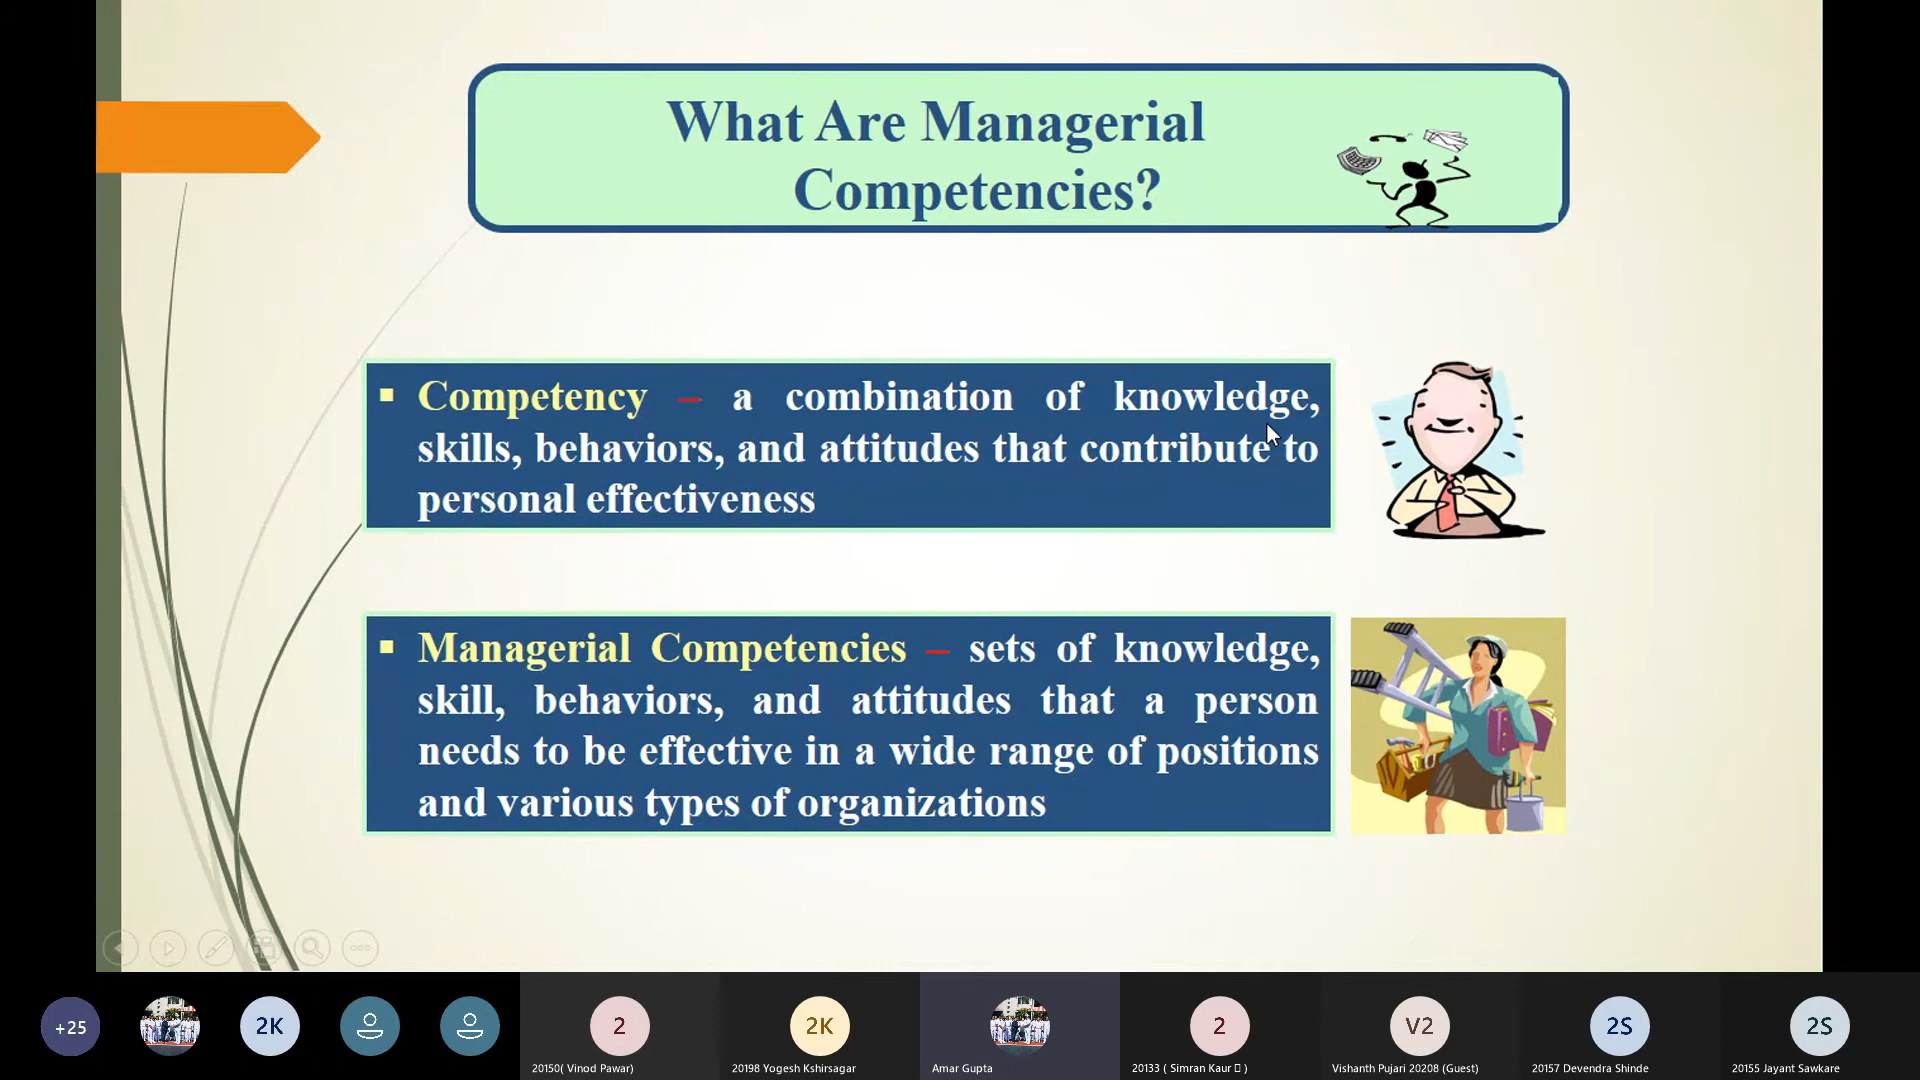 What Are Managerial
Competencies?
▪ Competency – a combination of knowledge,
skills, behaviors, and attitudes that contribute to
personal effectiveness
▪ Managerial Competencies – sets of knowledge,
skill, behaviors, and attitudes that a person
needs to be effective in a wide range of positions
and various types of organizations
+25
2K
2
2K
2
V2
2S
2S
20150( Vinod Pawar)
20198 Yogesh Kshirsagar
Amar Gupta
20133 ( Simran Kaur )
Vishanth Pujari 20208 (Guest)
20157 Devendra Shinde
20155 Jayant Sawkare